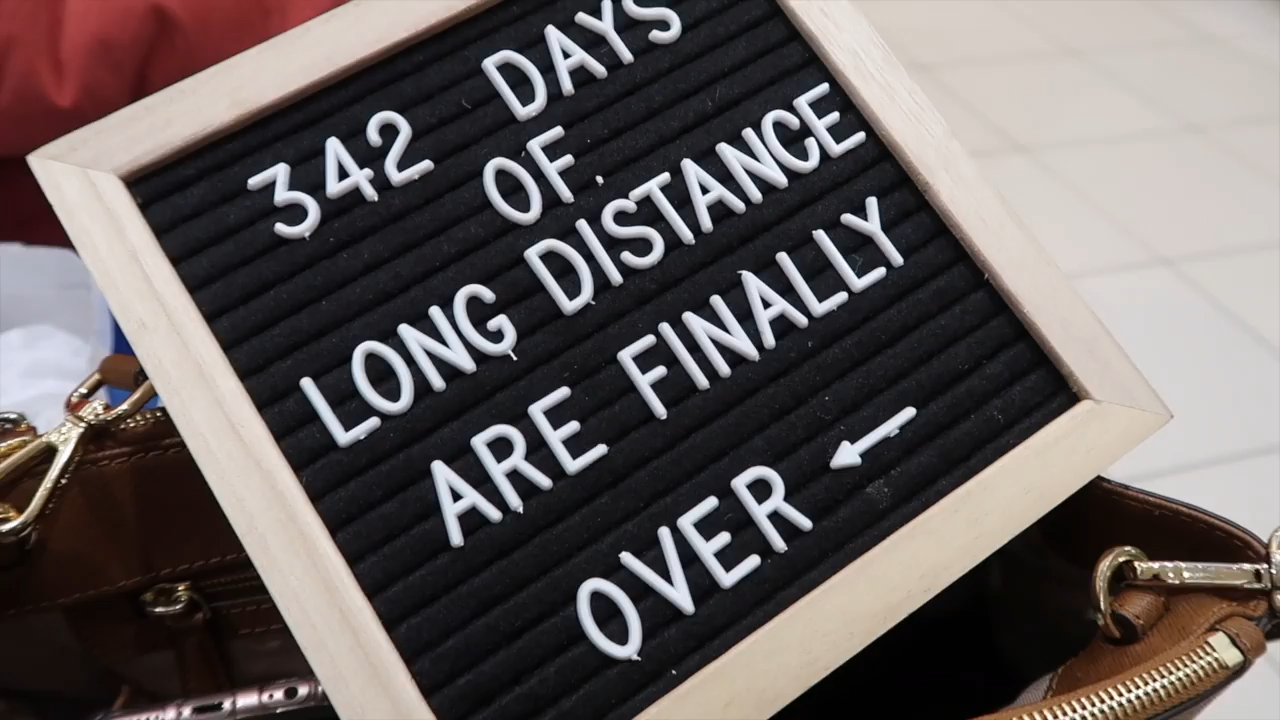 342 DAYS
OF
LONG DISTANCE
ARE FINALLY
OVER ←